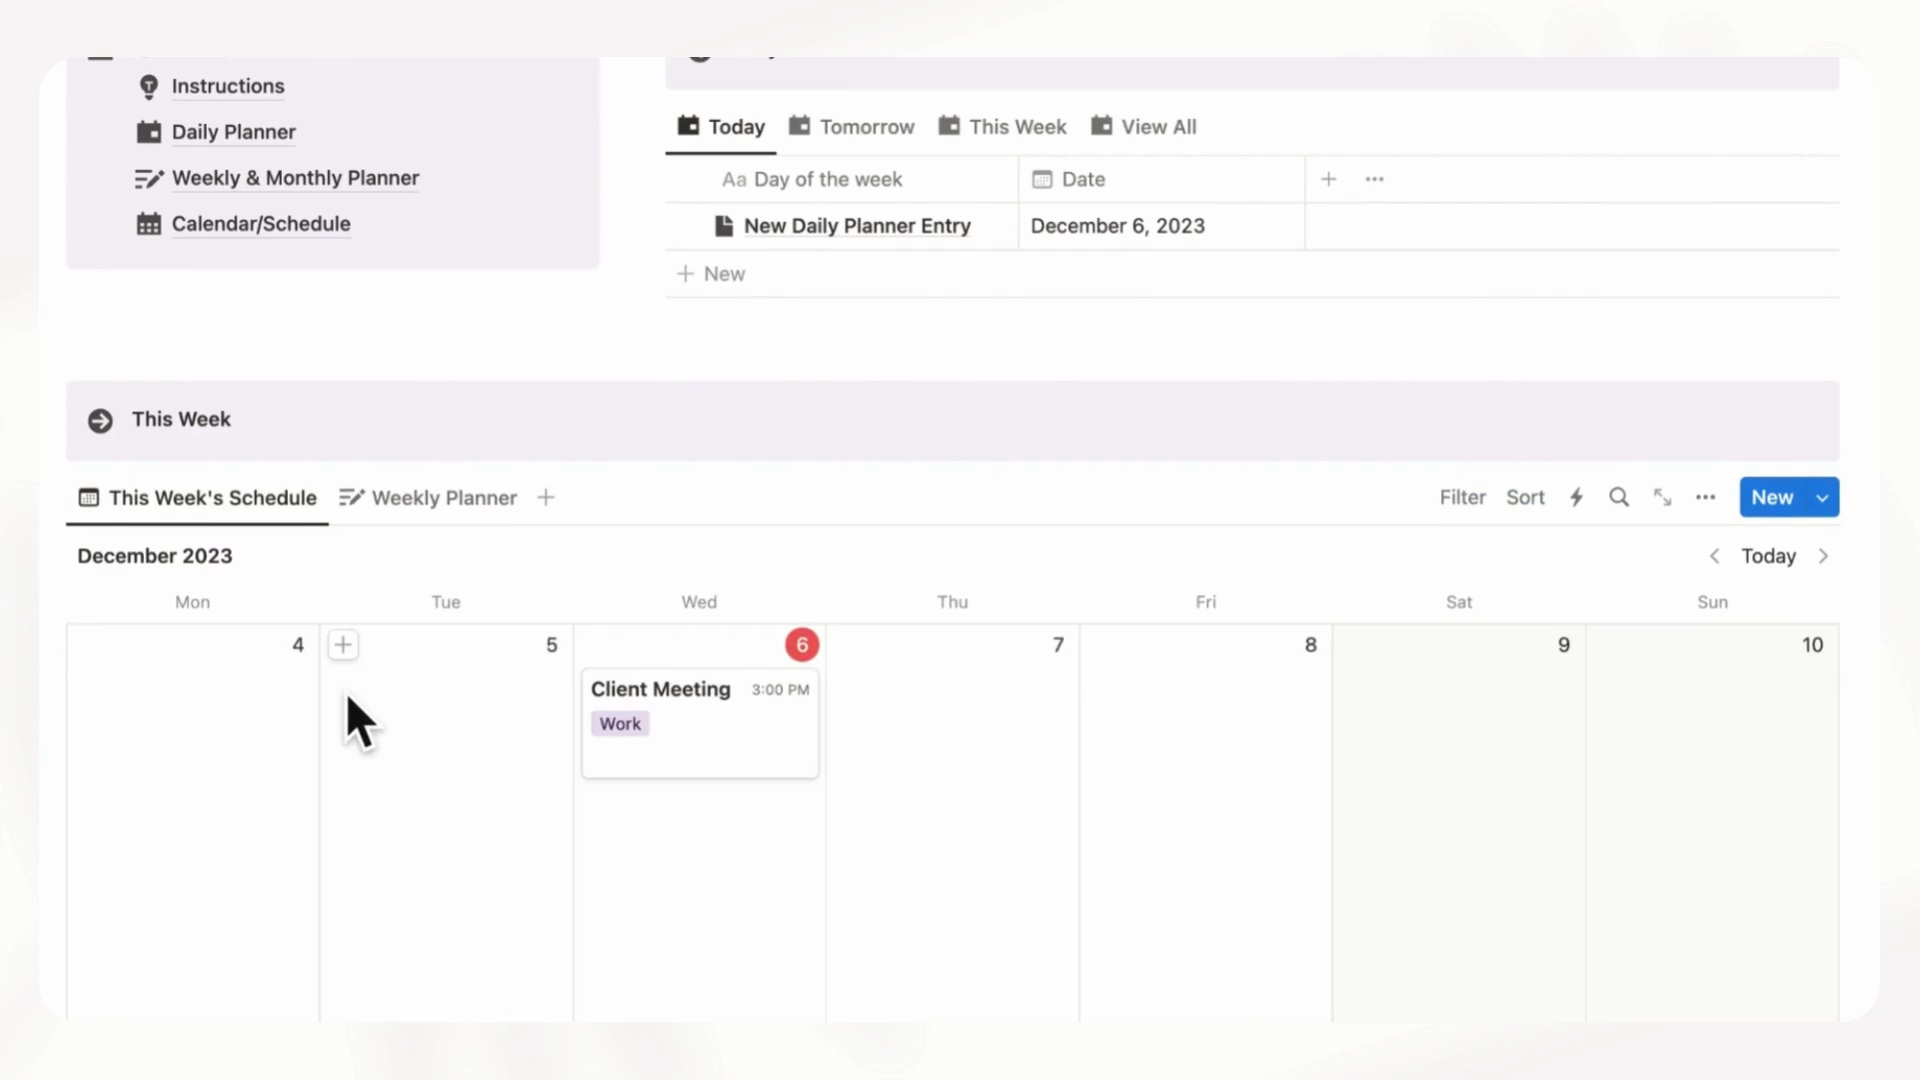 Instructions
Daily Planner
Weekly & Monthly Planner
Calendar/Schedule
Today Tomorrow This Week View All
Aa Day of the week Date
New Daily Planner Entry December 6, 2023
New
This Week
This Week's Schedule Weekly Planner
Filter Sort New
December 2023
Today
Mon Tue Wed Thu Fri Sat Sun
4 5 6 7 8 9 10
Client Meeting 3:00 PM
Work